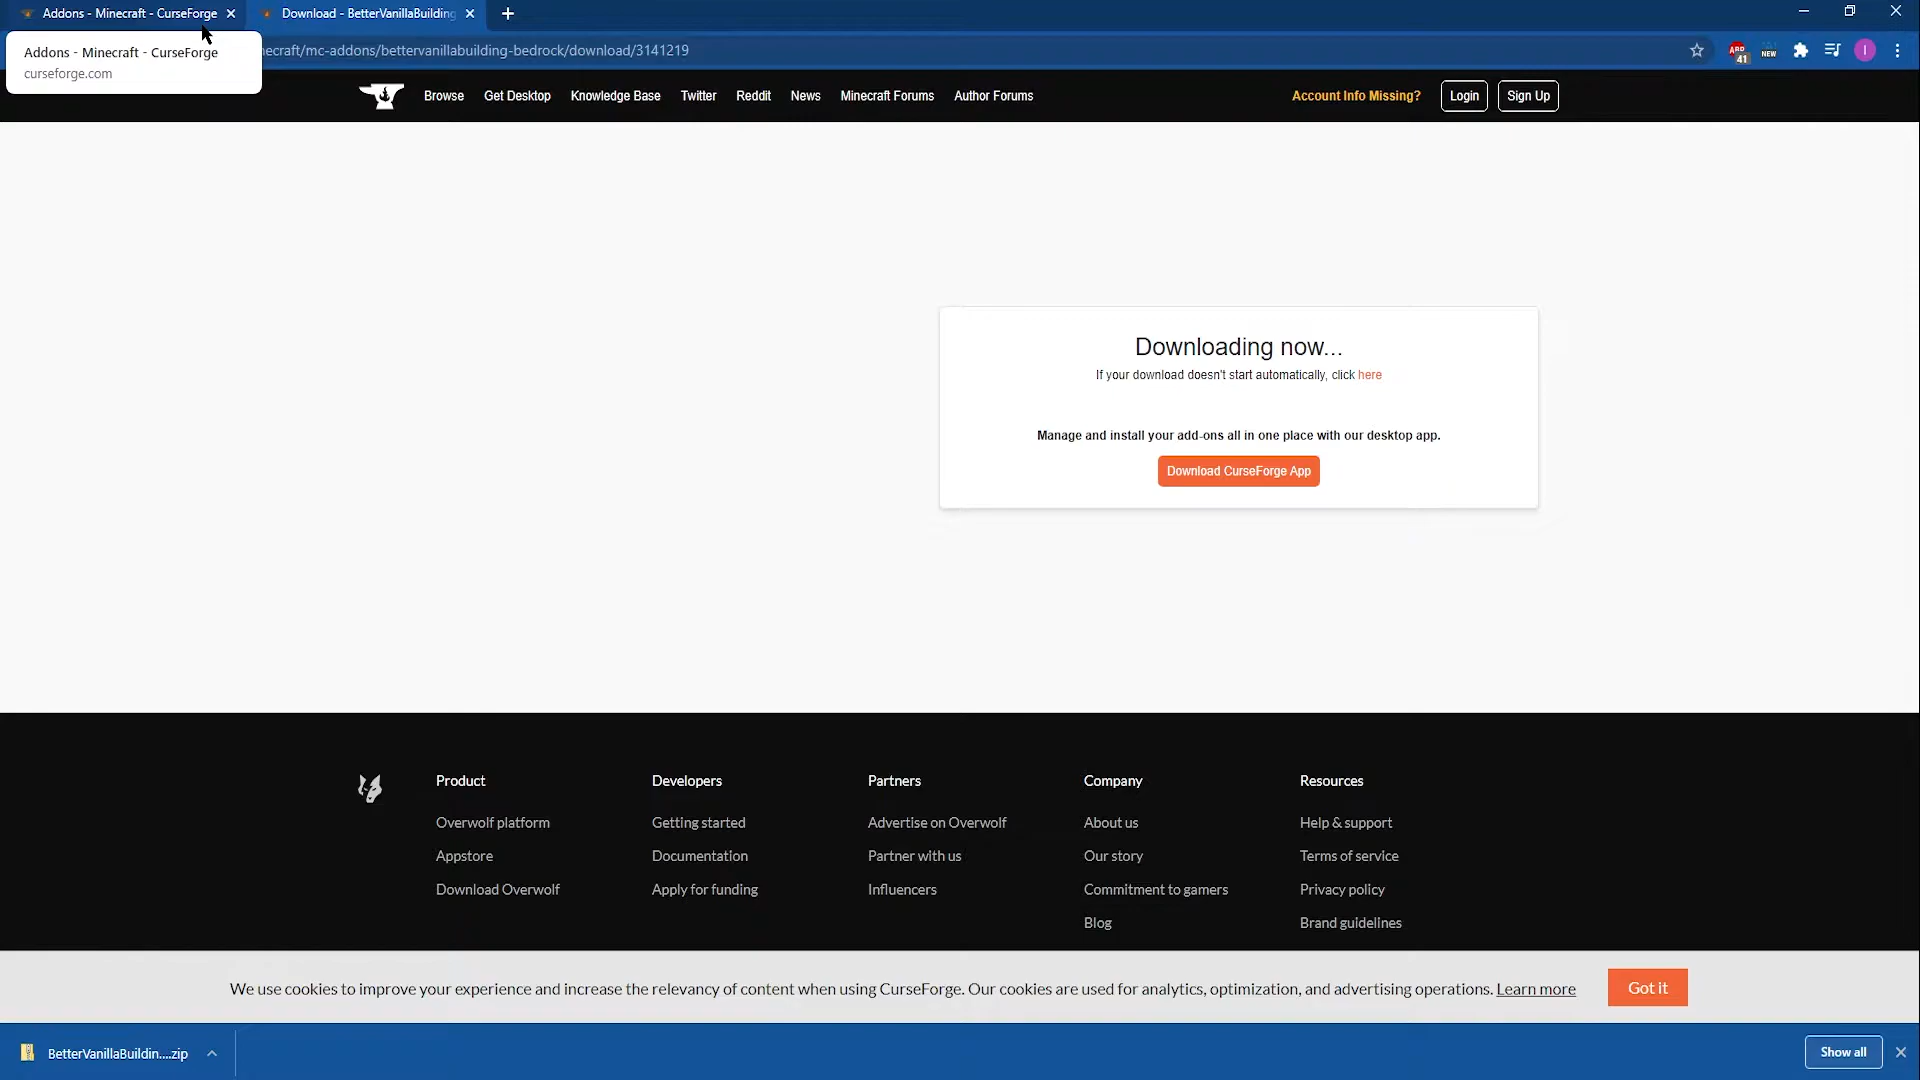 Addons - Minecraft - CurseForge
Download - BetterVanillaBuilding
Addons - Minecraft - CurseForge
curseforge.com
necraft/mc-addons/bettervanillabuilding-bedrock/download/3141219
41
NEW
I
Browse
Get Desktop
Knowledge Base
Twitter
Reddit
News
Minecraft Forums
Author Forums
Account Info Missing?
Login
Sign Up
Downloading now...
If your download doesn't start automatically, click here
Manage and install your add-ons all in one place with our desktop app.
Download CurseForge App
Product
Overwolf platform
Appstore
Download Overwolf
Developers
Getting started
Documentation
Apply for funding
Partners
Advertise on Overwolf
Partner with us
Influencers
Company
About us
Our story
Commitment to gamers
Blog
Resources
Help & support
Terms of service
Privacy policy
Brand guidelines
We use cookies to improve your experience and increase the relevancy of content when using CurseForge. Our cookies are used for analytics, optimization, and advertising operations. Learn more
Got it
BetterVanillaBuildin....zip
Show all